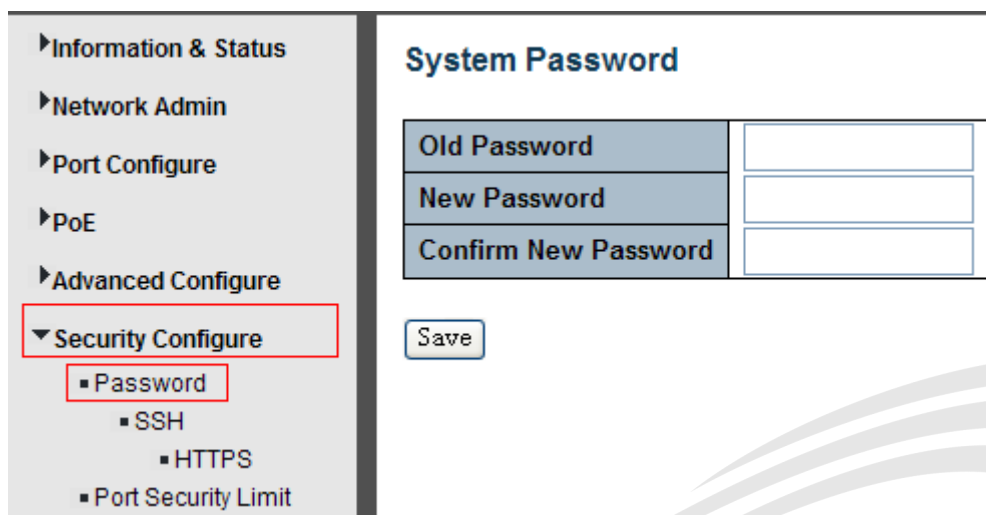 Information & Status
Network Admin
Port Configure
PoE
Advanced Configure
Security Configure
Password
SSH
HTTPS
Port Security Limit
System Password
Old Password
New Password
Confirm New Password
Save